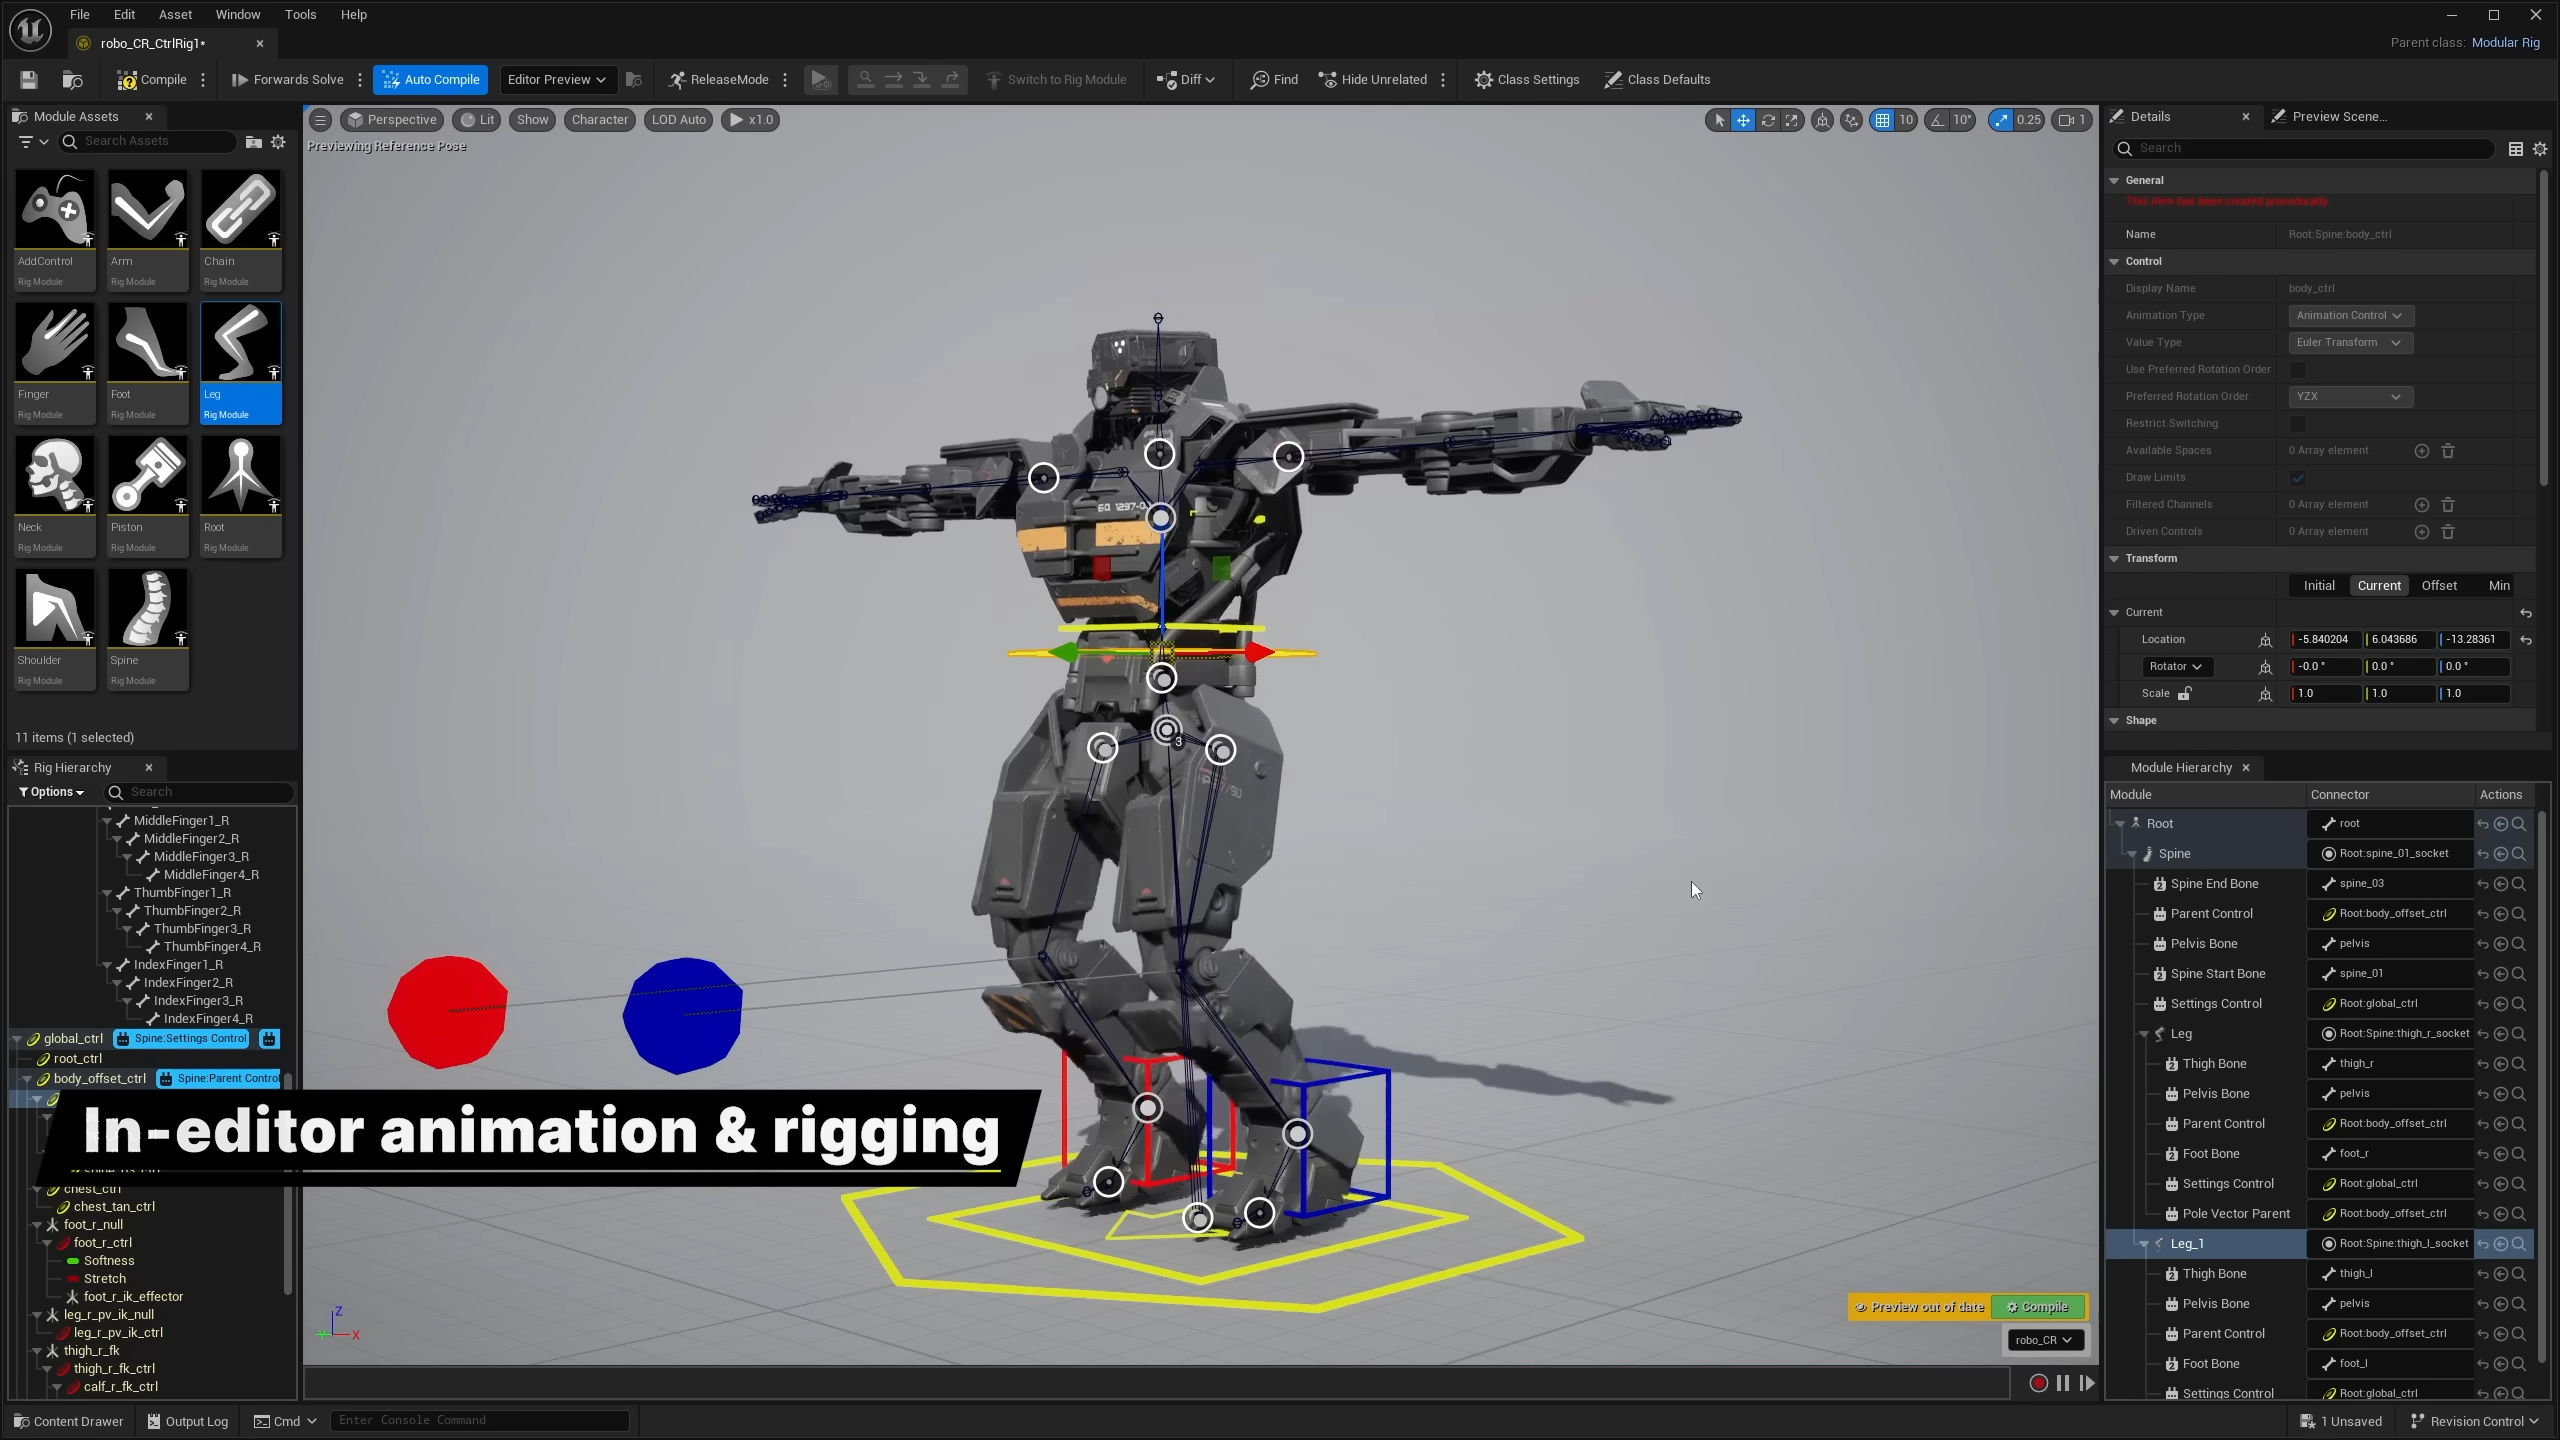 File Edit Asset Window Tools Help
robo_CR_CtrlRig1*
Parent class: Modular Rig
Compile Forwards Solve Auto Compile Editor Preview ReleaseMode Switch to Rig Module Diff Find Hide Unrelated Class Settings Class Defaults
Module Assets
Search Assets
AddControl
Rig Module
Arm
Rig Module
Chain
Rig Module
Finger
Rig Module
Foot
Rig Module
Leg
Rig Module
Neck
Rig Module
Piston
Rig Module
Root
Rig Module
Shoulder
Rig Module
Spine
Rig Module
11 items (1 selected)
Rig Hierarchy
Options Search
MiddleFinger1_R
MiddleFinger2_R
MiddleFinger3_R
MiddleFinger4_R
ThumbFinger1_R
ThumbFinger2_R
ThumbFinger3_R
ThumbFinger4_R
IndexFinger1_R
IndexFinger2_R
IndexFinger3_R
IndexFinger4_R
global_ctrl Spine:Settings Control
root_ctrl
body_offset_ctrl Spine:Parent Control
chest_ctrl
chest_tan_ctrl
foot_r_null
foot_r_ctrl
Softness
Stretch
foot_r_ik_effector
leg_r_pv_ik_null
leg_r_pv_ik_ctrl
thigh_r_fk
thigh_r_fk_ctrl
calf_r_fk_ctrl
Perspective Lit Show Character LOD Auto x1.0
10 10° 0.25 1
Previewing Reference Pose
3
Z
X
In-editor animation & rigging
Preview out of date Compile
robo_CR
Details Preview Scene...
Search
General
This item has been created procedurally
Name Root:Spine:body_ctrl
Control
Display Name body_ctrl
Animation Type Animation Control
Value Type Euler Transform
Use Preferred Rotation Order
Preferred Rotation Order YZX
Restrict Switching
Available Spaces 0 Array element
Draw Limits
Filtered Channels 0 Array element
Driven Controls 0 Array element
Transform
Initial Current Offset Min
Current
Location -5.840204 6.043686 -13.28361
Rotator -0.0 ° 0.0 ° 0.0 °
Scale 1.0 1.0 1.0
Shape
Module Hierarchy
Module Connector Actions
Root root
Spine Root:spine_01_socket
Spine End Bone spine_03
Parent Control Root:body_offset_ctrl
Pelvis Bone pelvis
Spine Start Bone spine_01
Settings Control Root:global_ctrl
Leg Root:Spine:thigh_r_socket
Thigh Bone thigh_r
Pelvis Bone pelvis
Parent Control Root:body_offset_ctrl
Foot Bone foot_r
Settings Control Root:global_ctrl
Pole Vector Parent Root:body_offset_ctrl
Leg_1 Root:Spine:thigh_l_socket
Thigh Bone thigh_l
Pelvis Bone pelvis
Parent Control Root:body_offset_ctrl
Foot Bone foot_l
Settings Control Root:global_ctrl
Content Drawer Output Log Cmd Enter Console Command 1 Unsaved Revision Control